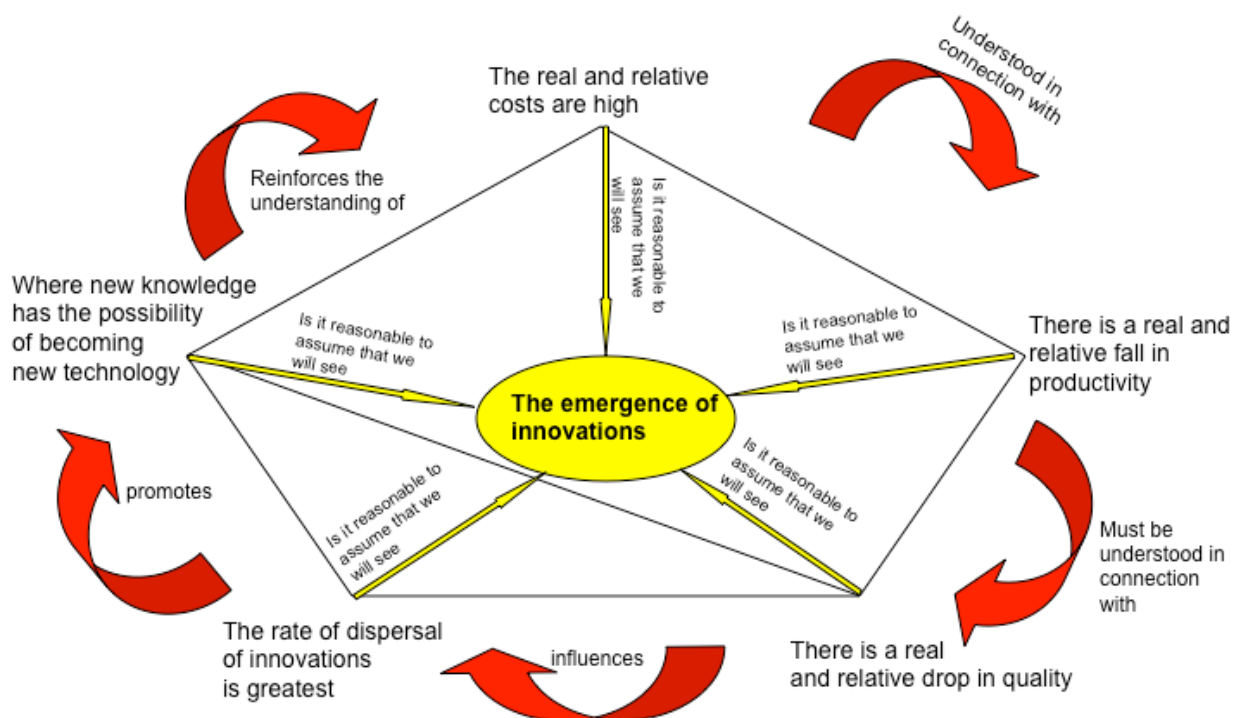 The real and relative
costs are high
Understood in
connection with
Reinforces the
understanding of
Is it reasonable to
assume that we
will see
Where new knowledge
has the possibility
of becoming
new technology
Is it reasonable to
assume that we
will see
Is it reasonable to
assume that we
will see
There is a real and
relative fall in
productivity
The emergence of
innovations
promotes
Is it reasonable to
assume that we
will see
Is it reasonable to
assume that we
will see
Must be
understood in
connection
with
The rate of dispersal
of innovations
is greatest
influences
There is a real
and relative drop in quality